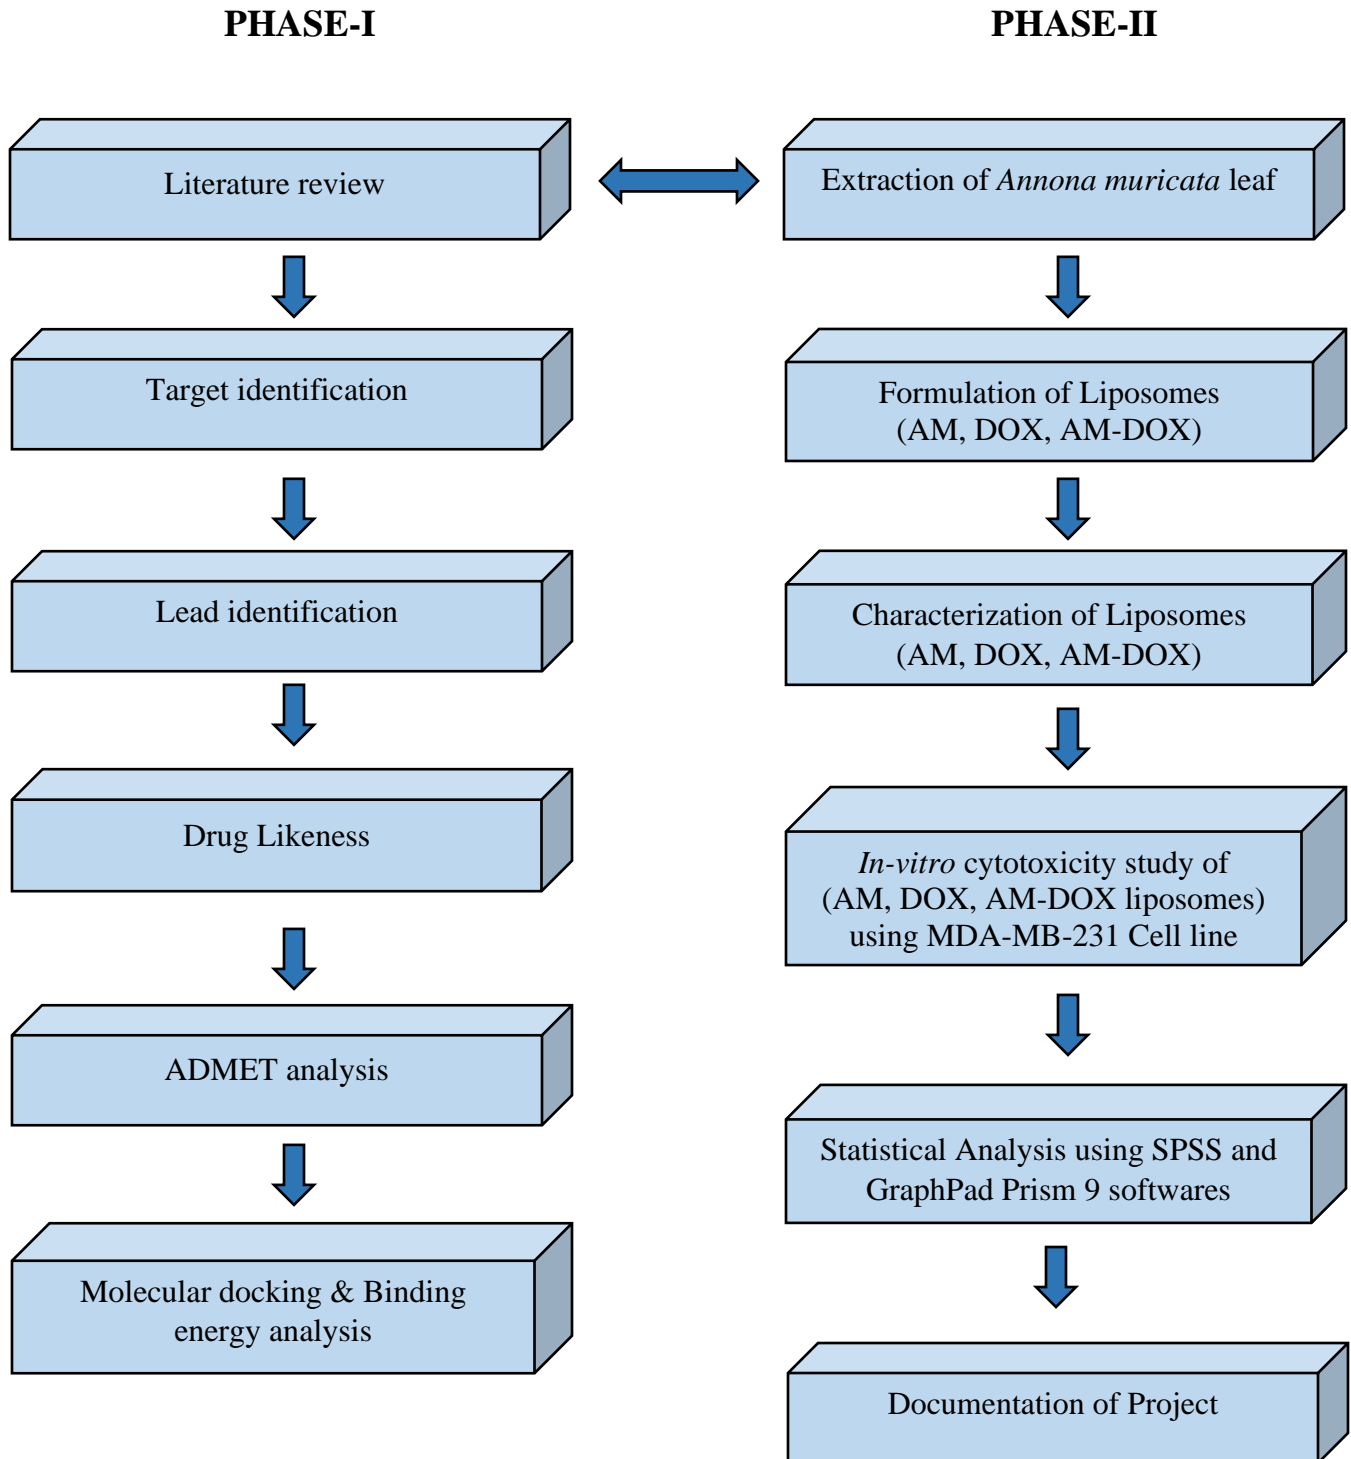 PHASE-I
Literature review
Target identification
Lead identification
Drug Likeness
ADMET analysis
Molecular docking & Binding
energy analysis
PHASE-II
Extraction of Annona muricata leaf
Formulation of Liposomes
(AM, DOX, AM-DOX)
Characterization of Liposomes
(AM, DOX, AM-DOX)
In-vitro cytotoxicity study of
(AM, DOX, AM-DOX liposomes)
using MDA-MB-231 Cell line
Statistical Analysis using SPSS and
GraphPad Prism 9 softwares
Documentation of Project